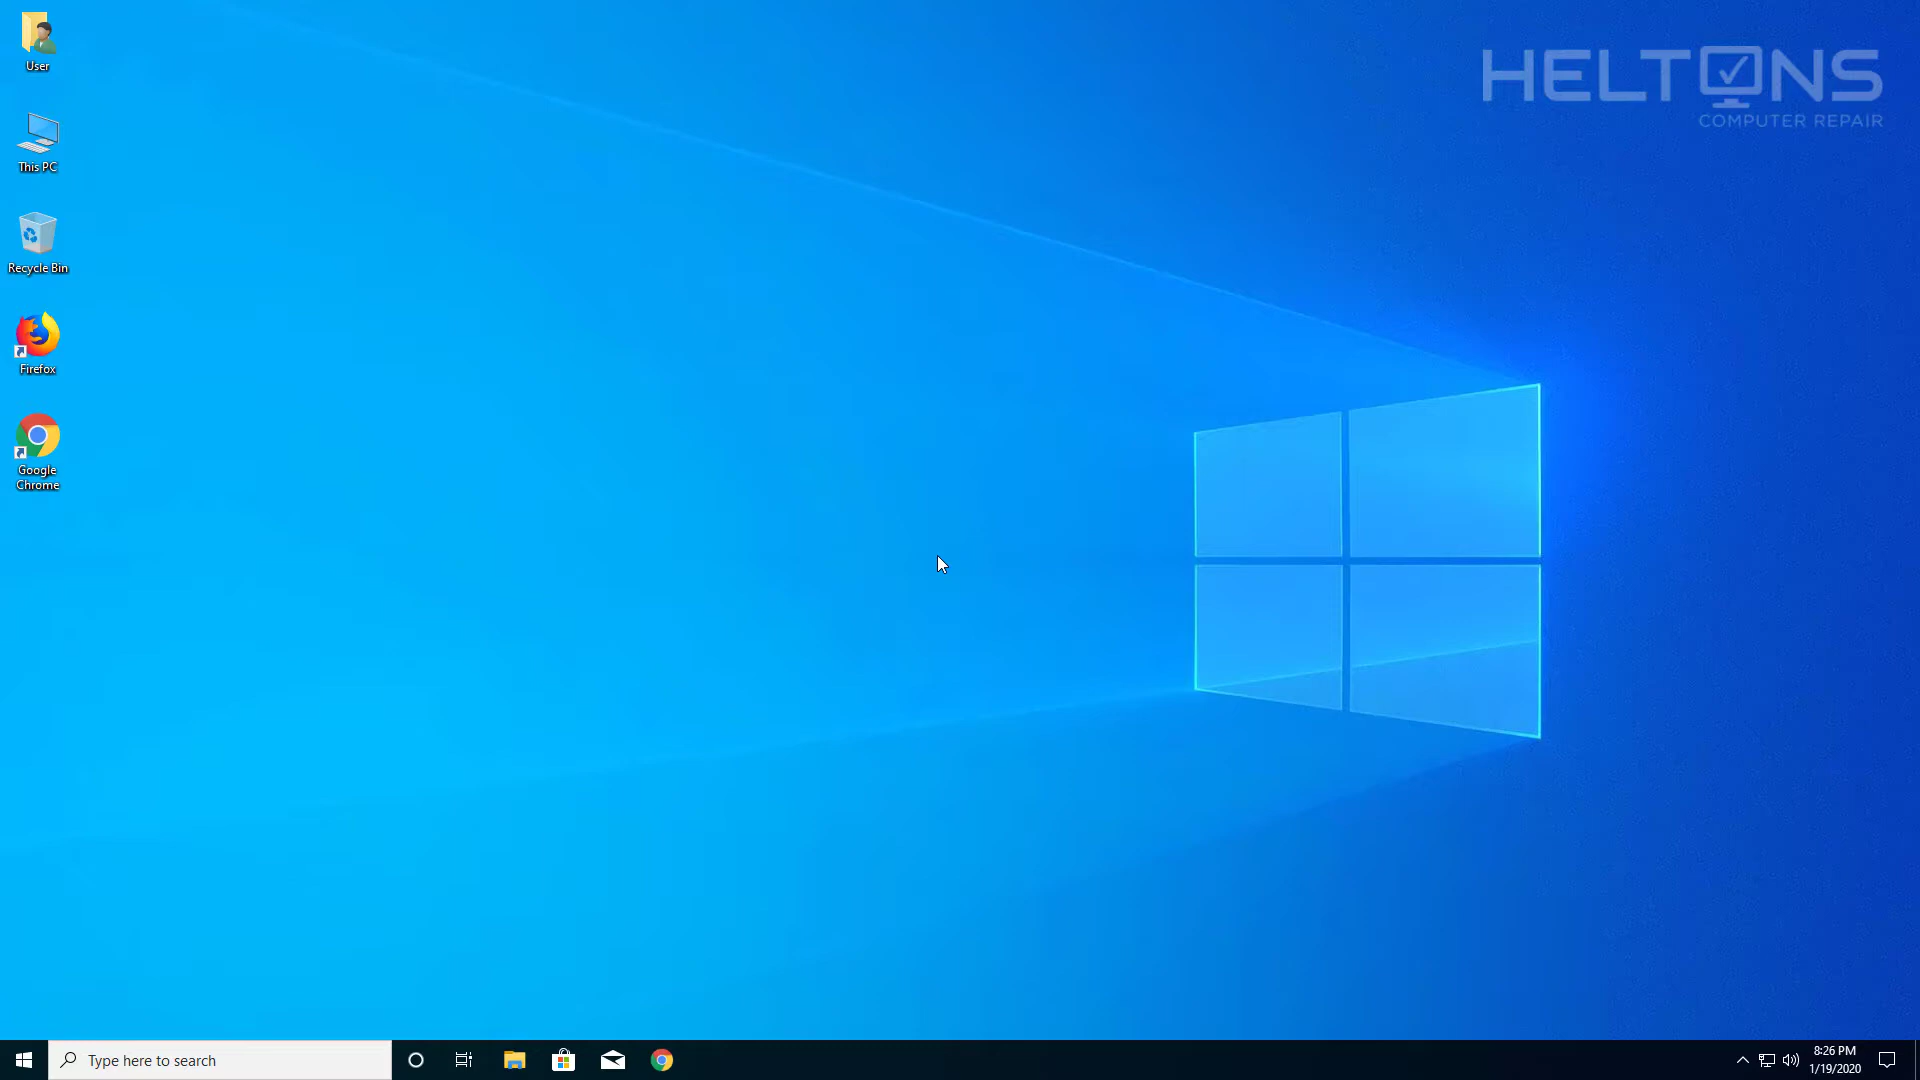 User
This PC
Recycle Bin
Firefox
Google
Chrome
HELTONS
COMPUTER REPAIR
Type here to search
8:26 PM
1/19/2020